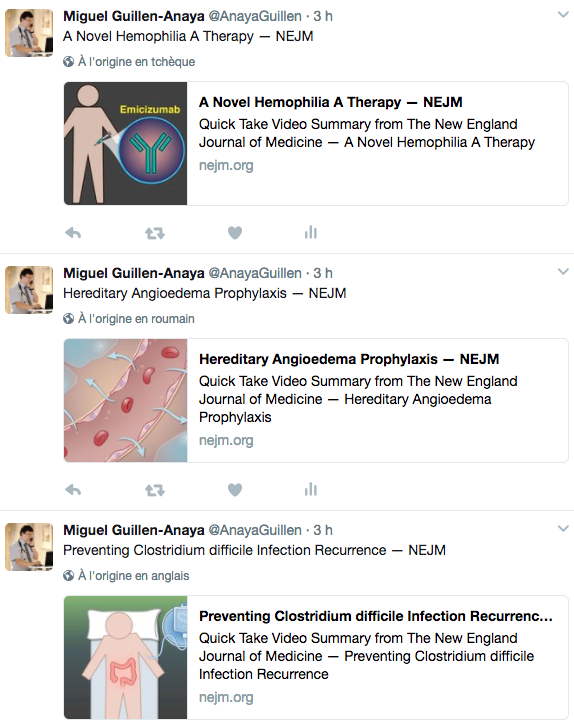 Miguel Guillen-Anaya @AnayaGuillen · 3 h
A Novel Hemophilia A Therapy — NEJM
À l'origine en tchèque
Emicizumab
A Novel Hemophilia A Therapy — NEJM
Quick Take Video Summary from The New England
Journal of Medicine — A Novel Hemophilia A Therapy
nejm.org
Miguel Guillen-Anaya @AnayaGuillen · 3 h
Hereditary Angioedema Prophylaxis — NEJM
À l'origine en roumain
Hereditary Angioedema Prophylaxis — NEJM
Quick Take Video Summary from The New England
Journal of Medicine — Hereditary Angioedema
Prophylaxis
nejm.org
Miguel Guillen-Anaya @AnayaGuillen · 3 h
Preventing Clostridium difficile Infection Recurrence — NEJM
À l'origine en anglais
Preventing Clostridium difficile Infection Recurrenc...
Quick Take Video Summary from The New England
Journal of Medicine — Preventing Clostridium difficile
Infection Recurrence
nejm.org